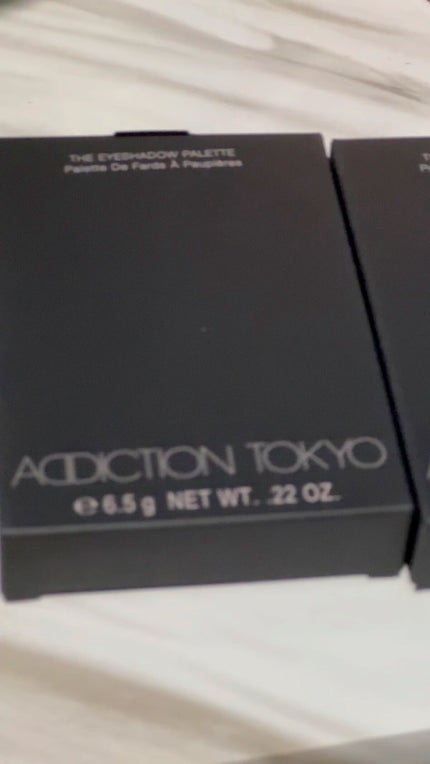 THE EYESHADOW PALETTE
Palette De Fards À Paupières
ADDICTION TOKYO
℮ 6.5 g NET WT. .22 OZ.